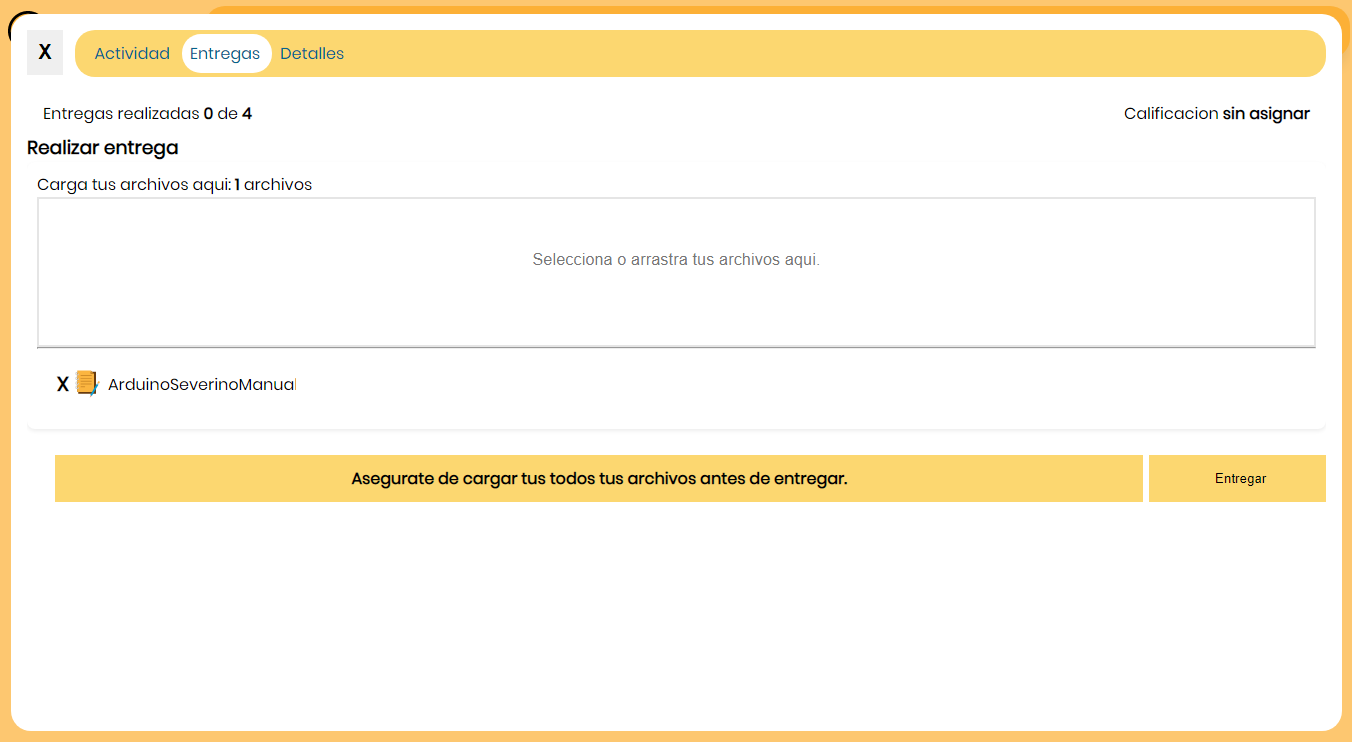 X Actividad Entregas Detalles
Entregas realizadas 0 de 4 Calificacion sin asignar
Realizar entrega
Carga tus archivos aqui: 1 archivos
Selecciona o arrastra tus archivos aqui.
X ArduinoSeverinoManual
Asegurate de cargar tus todos tus archivos antes de entregar. Entregar